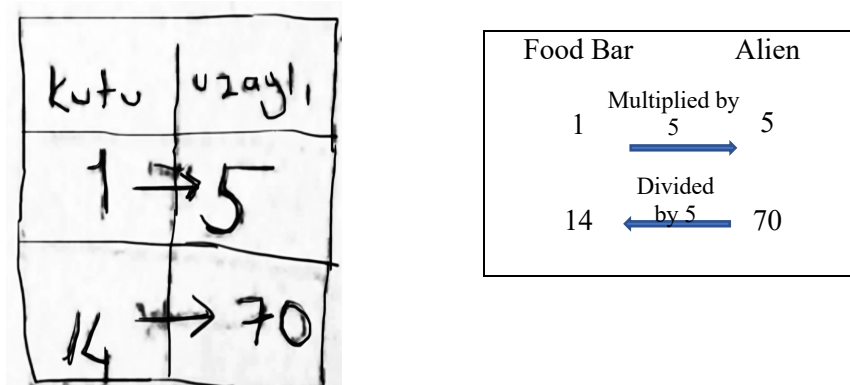 kutu uzaylı
1 → 5
14 → 70
Food Bar Alien
Multiplied by
1 5 5
Divided
14 by 5 70